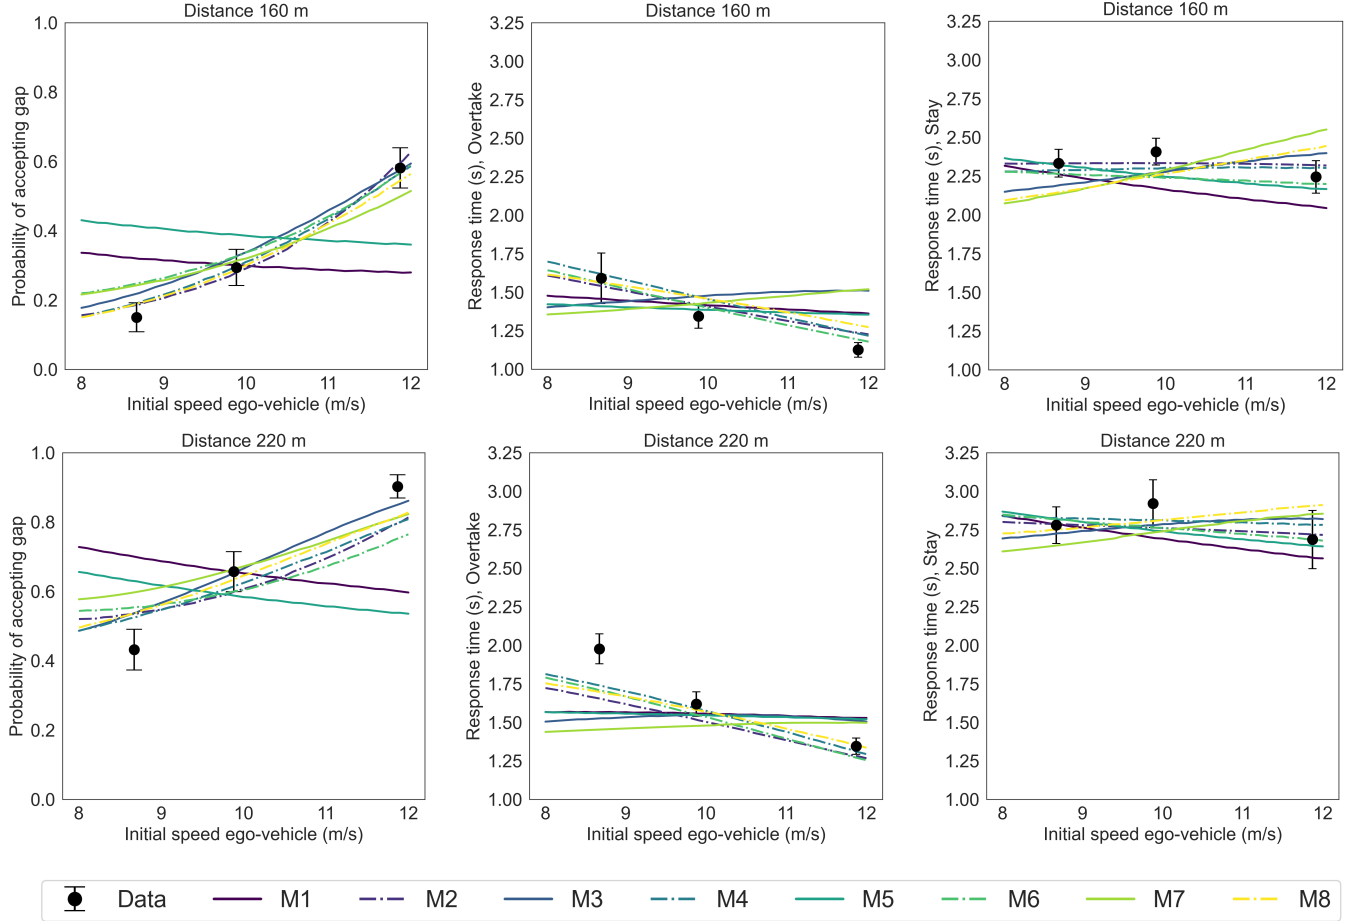 Distance 160 m
Probability of accepting gap
1.0
0.8
0.6
0.4
0.2
0.0
8 9 10 11 12
Initial speed ego-vehicle (m/s)
Distance 160 m
Response time (s), Overtake
3.25
3.00
2.75
2.50
2.25
2.00
1.75
1.50
1.25
1.00
8 9 10 11 12
Initial speed ego-vehicle (m/s)
Distance 160 m
Response time (s), Stay
3.25
3.00
2.75
2.50
2.25
2.00
1.75
1.50
1.25
1.00
8 9 10 11 12
Initial speed ego-vehicle (m/s)
Distance 220 m
Probability of accepting gap
1.0
0.8
0.6
0.4
0.2
0.0
8 9 10 11 12
Initial speed ego-vehicle (m/s)
Distance 220 m
Response time (s), Overtake
3.25
3.00
2.75
2.50
2.25
2.00
1.75
1.50
1.25
1.00
8 9 10 11 12
Initial speed ego-vehicle (m/s)
Distance 220 m
Response time (s), Stay
3.25
3.00
2.75
2.50
2.25
2.00
1.75
1.50
1.25
1.00
8 9 10 11 12
Initial speed ego-vehicle (m/s)
Data M1 M2 M3 M4 M5 M6 M7 M8